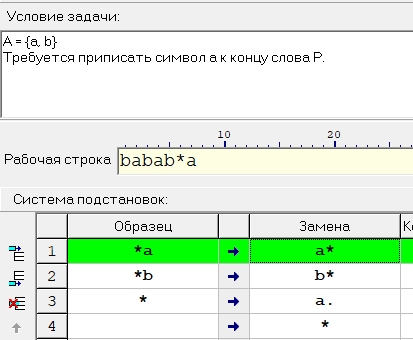 Условие задачи:
A = {a, b}
Требуется приписать символ a к концу слова P.
10 20
Рабочая строка babab*a
Система подстановок:
Образец Замена Ко
1 *a → a*
2 *b → b*
3 * → a.
4 → *